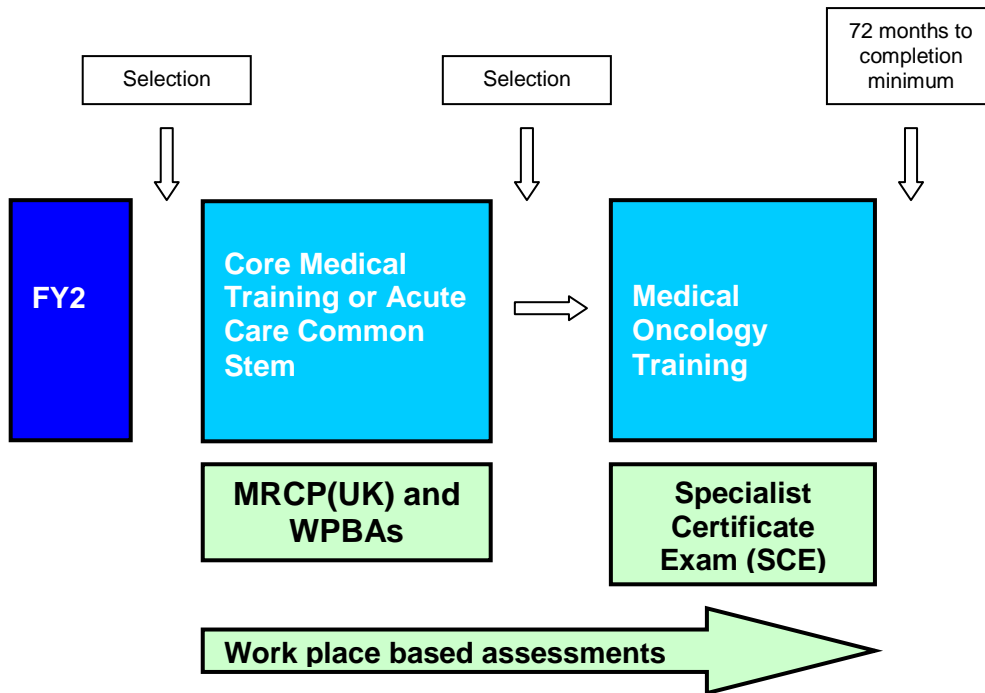 72 months to
completion
minimum
Selection
Selection
FY2
Core Medical
Training or Acute
Care Common
Stem
Medical
Oncology
Training
MRCP(UK) and
WPBAs
Specialist
Certificate
Exam (SCE)
Work place based assessments